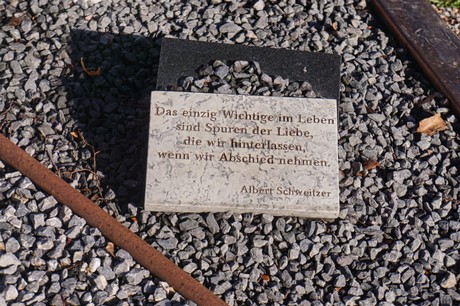 Das einzig Wichtige im Leben
sind Spuren der Liebe,
die wir hinterlassen,
wenn wir Abschied nehmen.
Albert Schweitzer